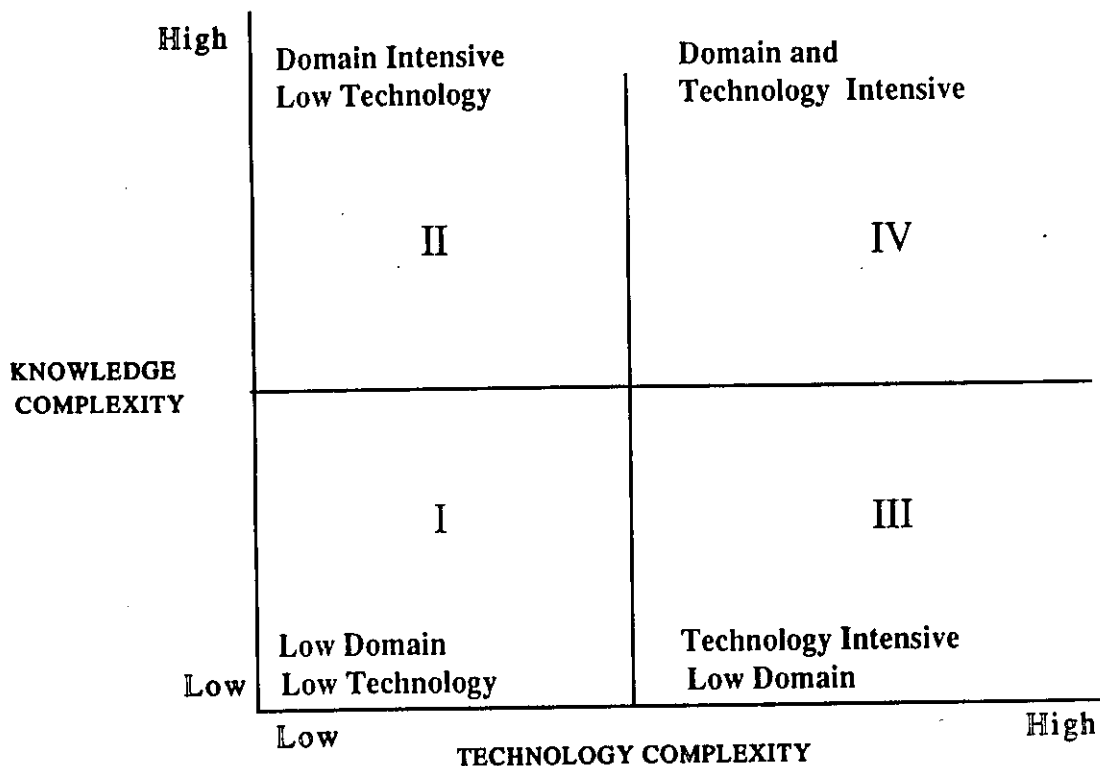 High
Domain Intensive
Low Technology
Domain and
Technology Intensive
II
IV
KNOWLEDGE
COMPLEXITY
I
III
Low Domain
Low Technology
Technology Intensive
Low Domain
Low
Low
High
TECHNOLOGY COMPLEXITY